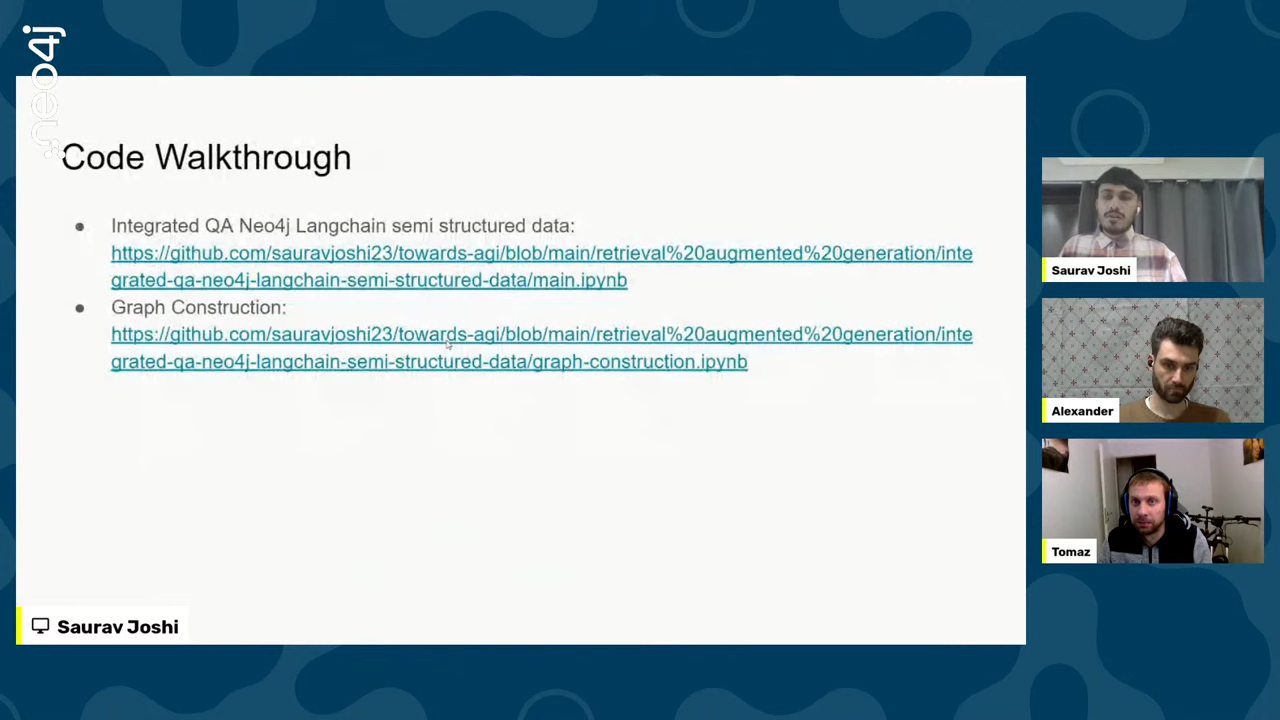 neo4j
Code Walkthrough
● Integrated QA Neo4j Langchain semi structured data:
https://github.com/sauravjoshi23/towards-agi/blob/main/retrieval%20augmented%20generation/inte
grated-qa-neo4j-langchain-semi-structured-data/main.ipynb
● Graph Construction:
https://github.com/sauravjoshi23/towards-agi/blob/main/retrieval%20augmented%20generation/inte
grated-qa-neo4j-langchain-semi-structured-data/graph-construction.ipynb
Saurav Joshi
Saurav Joshi
Alexander
Tomaz